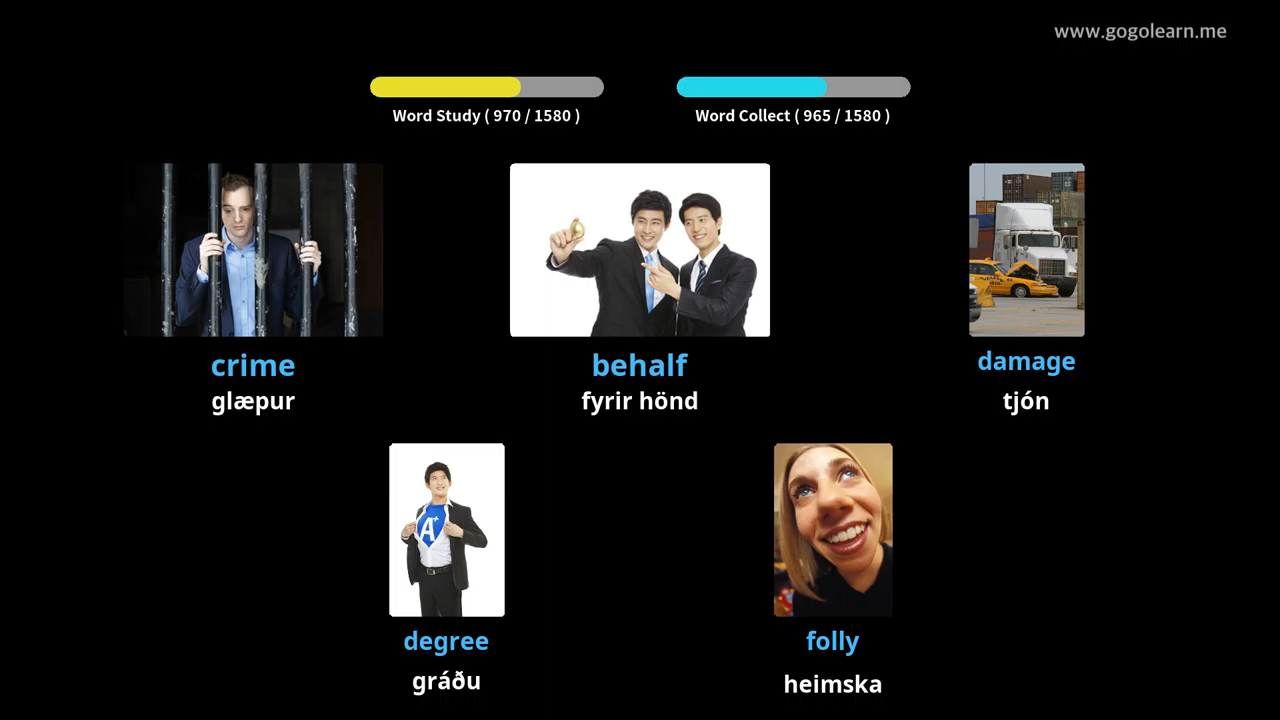 www.gogolearn.me
Word Study ( 970 / 1580 )
Word Collect ( 965 / 1580 )
crime
behalf
damage
glæpur
fyrir hönd
tjón
A+
degree
folly
gráðu
heimska